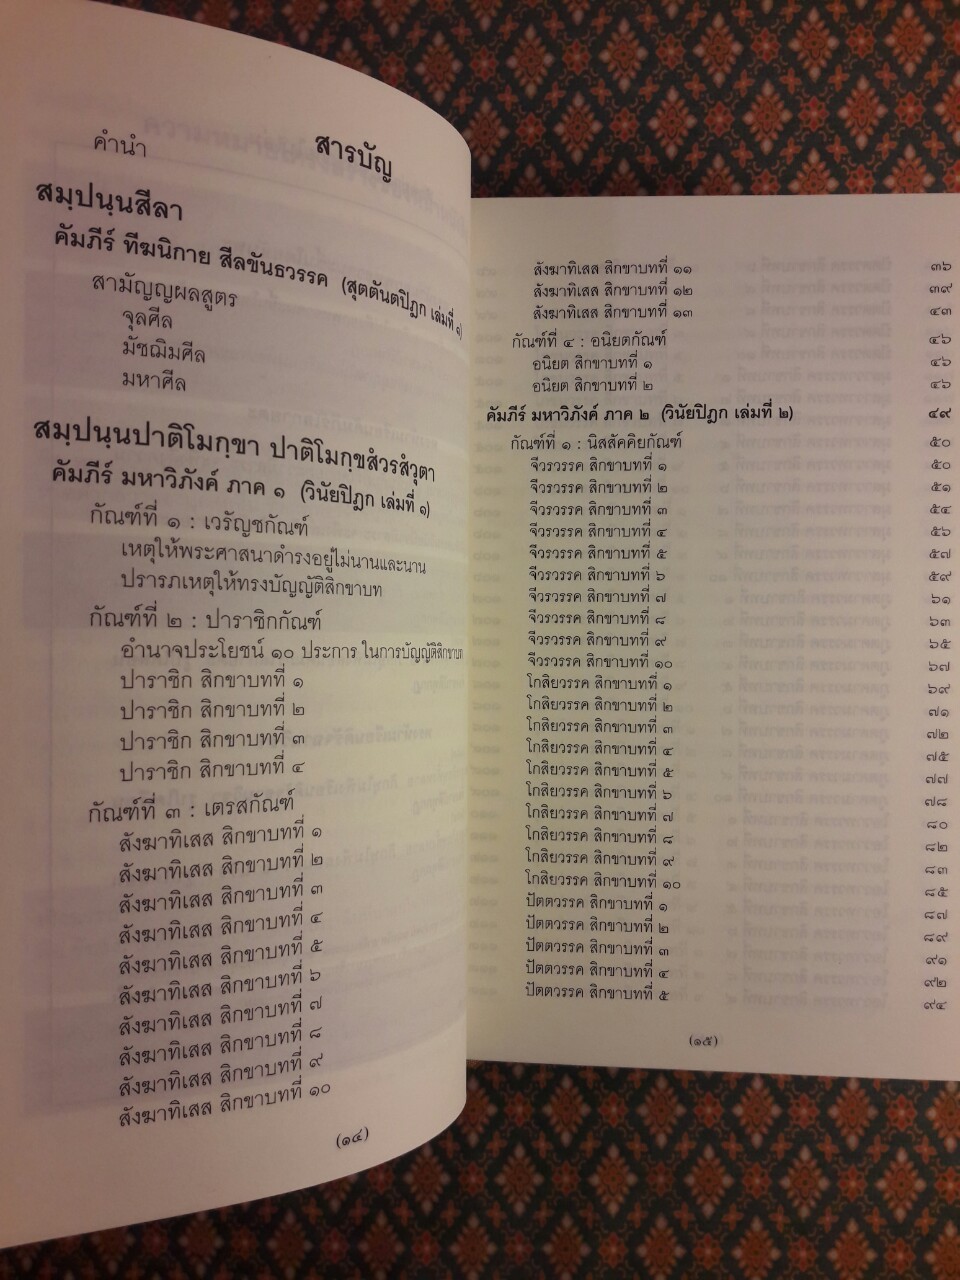 สารบัญ
คำนำ
สมฺปนฺนสีลา
คัมภีร์ ทีฆนิกาย สีลขันธวรรค (สุตตันตปิฎก เล่มที่ ๑)
สามัญญผลสูตร
จุลศีล
มัชฌิมศีล
มหาศีล
สมฺปนฺนปาติโมกฺขา ปาติโมกฺขสํวรสํวุตา
คัมภีร์ มหาวิภังค์ ภาค ๑ (วินัยปิฎก เล่มที่ ๑)
กัณฑ์ที่ ๑ : เวรัญชกัณฑ์
เหตุให้พระศาสนาดำรงอยู่ไม่นานและนาน
ปรารภเหตุให้ทรงบัญญัติสิกขาบท
กัณฑ์ที่ ๒ : ปาราชิกกัณฑ์
อำนาจประโยชน์ ๑๐ ประการ ในการบัญญัติสิกขาบท
ปาราชิก สิกขาบทที่ ๑
ปาราชิก สิกขาบทที่ ๒
ปาราชิก สิกขาบทที่ ๓
ปาราชิก สิกขาบทที่ ๔
กัณฑ์ที่ ๓ : เตรสกัณฑ์
สังฆาทิเสส สิกขาบทที่ ๑
สังฆาทิเสส สิกขาบทที่ ๒
สังฆาทิเสส สิกขาบทที่ ๓
สังฆาทิเสส สิกขาบทที่ ๔
สังฆาทิเสส สิกขาบทที่ ๕
สังฆาทิเสส สิกขาบทที่ ๖
สังฆาทิเสส สิกขาบทที่ ๗
สังฆาทิเสส สิกขาบทที่ ๘
สังฆาทิเสส สิกขาบทที่ ๙
สังฆาทิเสส สิกขาบทที่ ๑๐
(๑๔)
สังฆาทิเสส สิกขาบทที่ ๑๑ ๓๖
สังฆาทิเสส สิกขาบทที่ ๑๒ ๓๙
สังฆาทิเสส สิกขาบทที่ ๑๓ ๔๓
กัณฑ์ที่ ๔ : อนิยตกัณฑ์ ๔๖
อนิยต สิกขาบทที่ ๑ ๔๖
อนิยต สิกขาบทที่ ๒ ๔๖
คัมภีร์ มหาวิภังค์ ภาค ๒ (วินัยปิฎก เล่มที่ ๒) ๔๙
กัณฑ์ที่ ๑ : นิสสัคคิยกัณฑ์ ๕๐
จีวรวรรค สิกขาบทที่ ๑ ๕๐
จีวรวรรค สิกขาบทที่ ๒ ๕๑
จีวรวรรค สิกขาบทที่ ๓ ๕๔
จีวรวรรค สิกขาบทที่ ๔ ๕๖
จีวรวรรค สิกขาบทที่ ๕ ๕๗
จีวรวรรค สิกขาบทที่ ๖ ๕๙
จีวรวรรค สิกขาบทที่ ๗ ๖๑
จีวรวรรค สิกขาบทที่ ๘ ๖๓
จีวรวรรค สิกขาบทที่ ๙ ๖๕
จีวรวรรค สิกขาบทที่ ๑๐ ๖๗
โกสิยวรรค สิกขาบทที่ ๑ ๖๙
โกสิยวรรค สิกขาบทที่ ๒ ๗๑
โกสิยวรรค สิกขาบทที่ ๓ ๗๒
โกสิยวรรค สิกขาบทที่ ๔ ๗๕
โกสิยวรรค สิกขาบทที่ ๕ ๗๗
โกสิยวรรค สิกขาบทที่ ๖ ๗๘
โกสิยวรรค สิกขาบทที่ ๗ ๘๐
โกสิยวรรค สิกขาบทที่ ๘ ๘๒
โกสิยวรรค สิกขาบทที่ ๙ ๘๓
โกสิยวรรค สิกขาบทที่ ๑๐ ๘๕
ปัตตวรรค สิกขาบทที่ ๑ ๘๗
ปัตตวรรค สิกขาบทที่ ๒ ๘๙
ปัตตวรรค สิกขาบทที่ ๓ ๙๑
ปัตตวรรค สิกขาบทที่ ๔ ๙๒
ปัตตวรรค สิกขาบทที่ ๕ ๙๔
(๑๕)